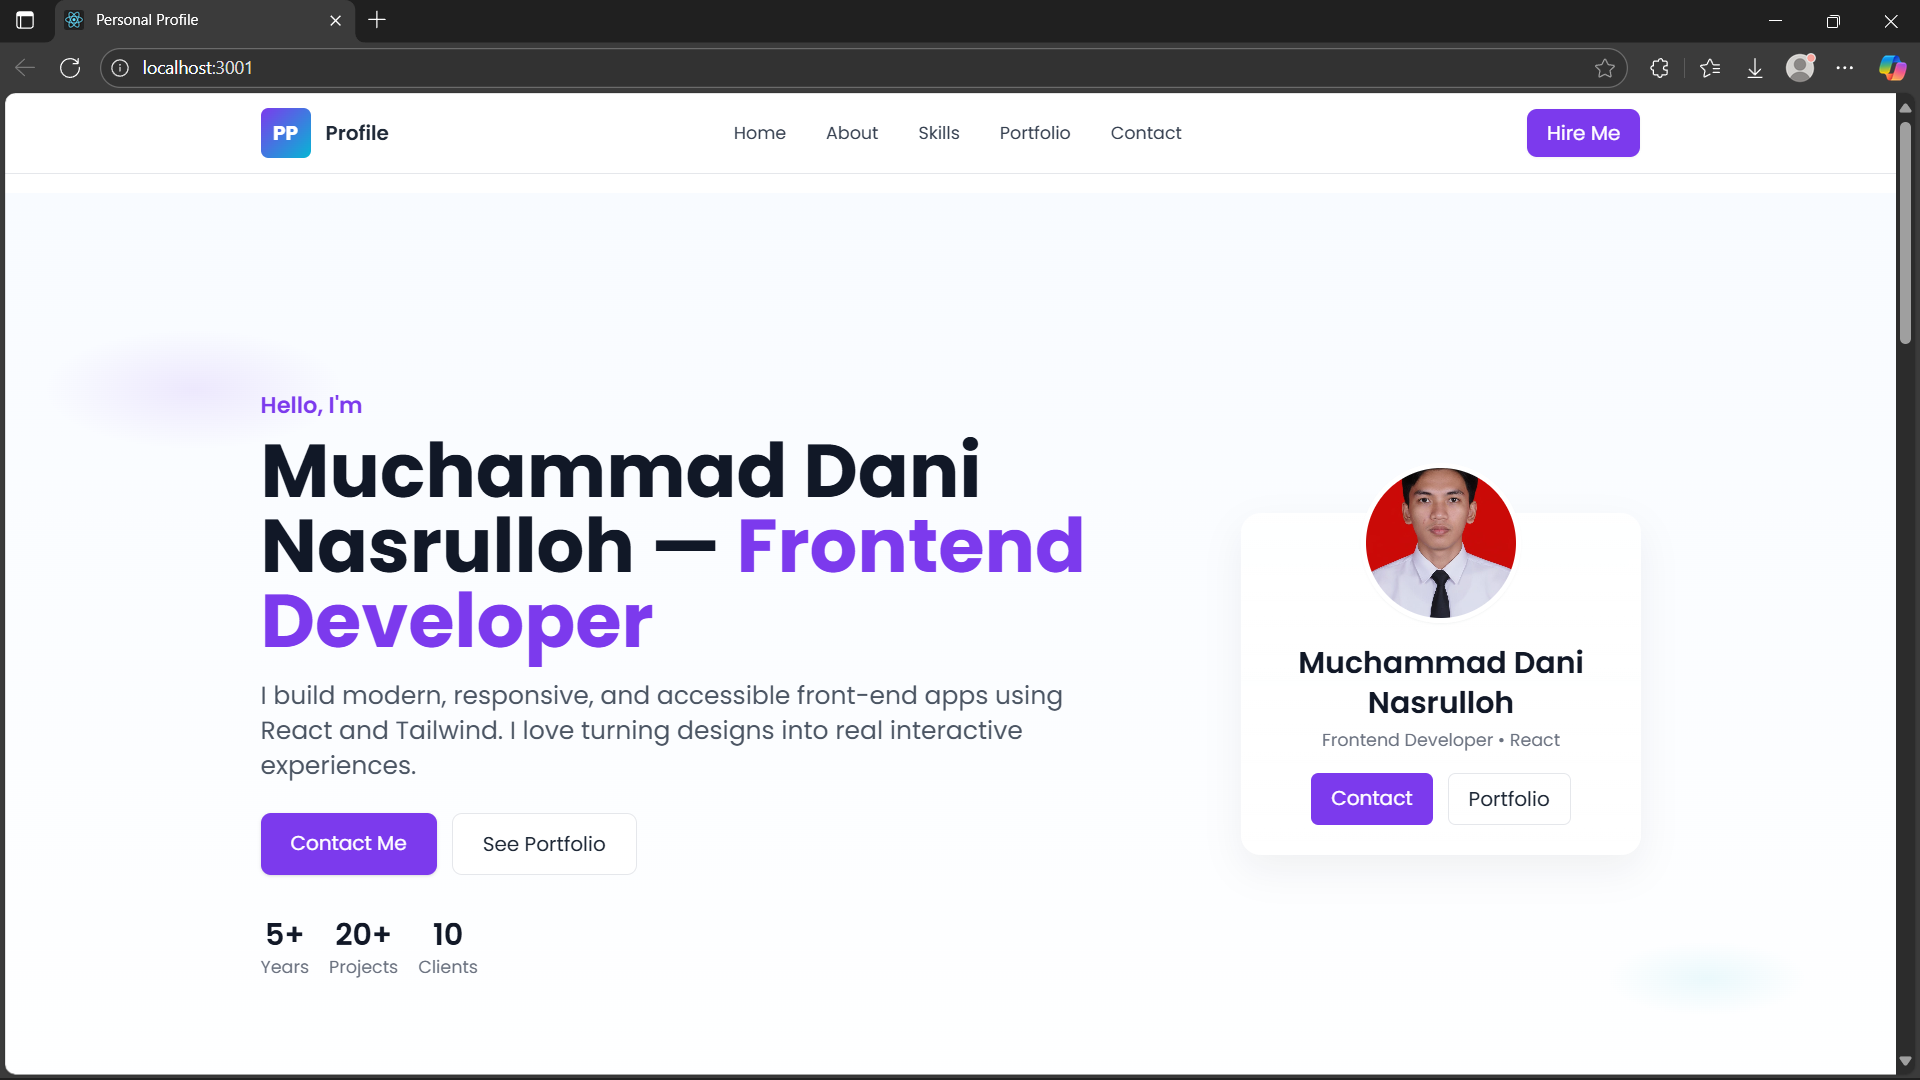 Personal Profile
localhost:3001
PP
Profile
Home
About
Skills
Portfolio
Contact
Hire Me
Hello, I'm
Muchammad Dani
Nasrulloh — Frontend
Developer
I build modern, responsive, and accessible front-end apps using
React and Tailwind. I love turning designs into real interactive
experiences.
Contact Me
See Portfolio
5+
Years
20+
Projects
10
Clients
Muchammad Dani
Nasrulloh
Frontend Developer • React
Contact
Portfolio